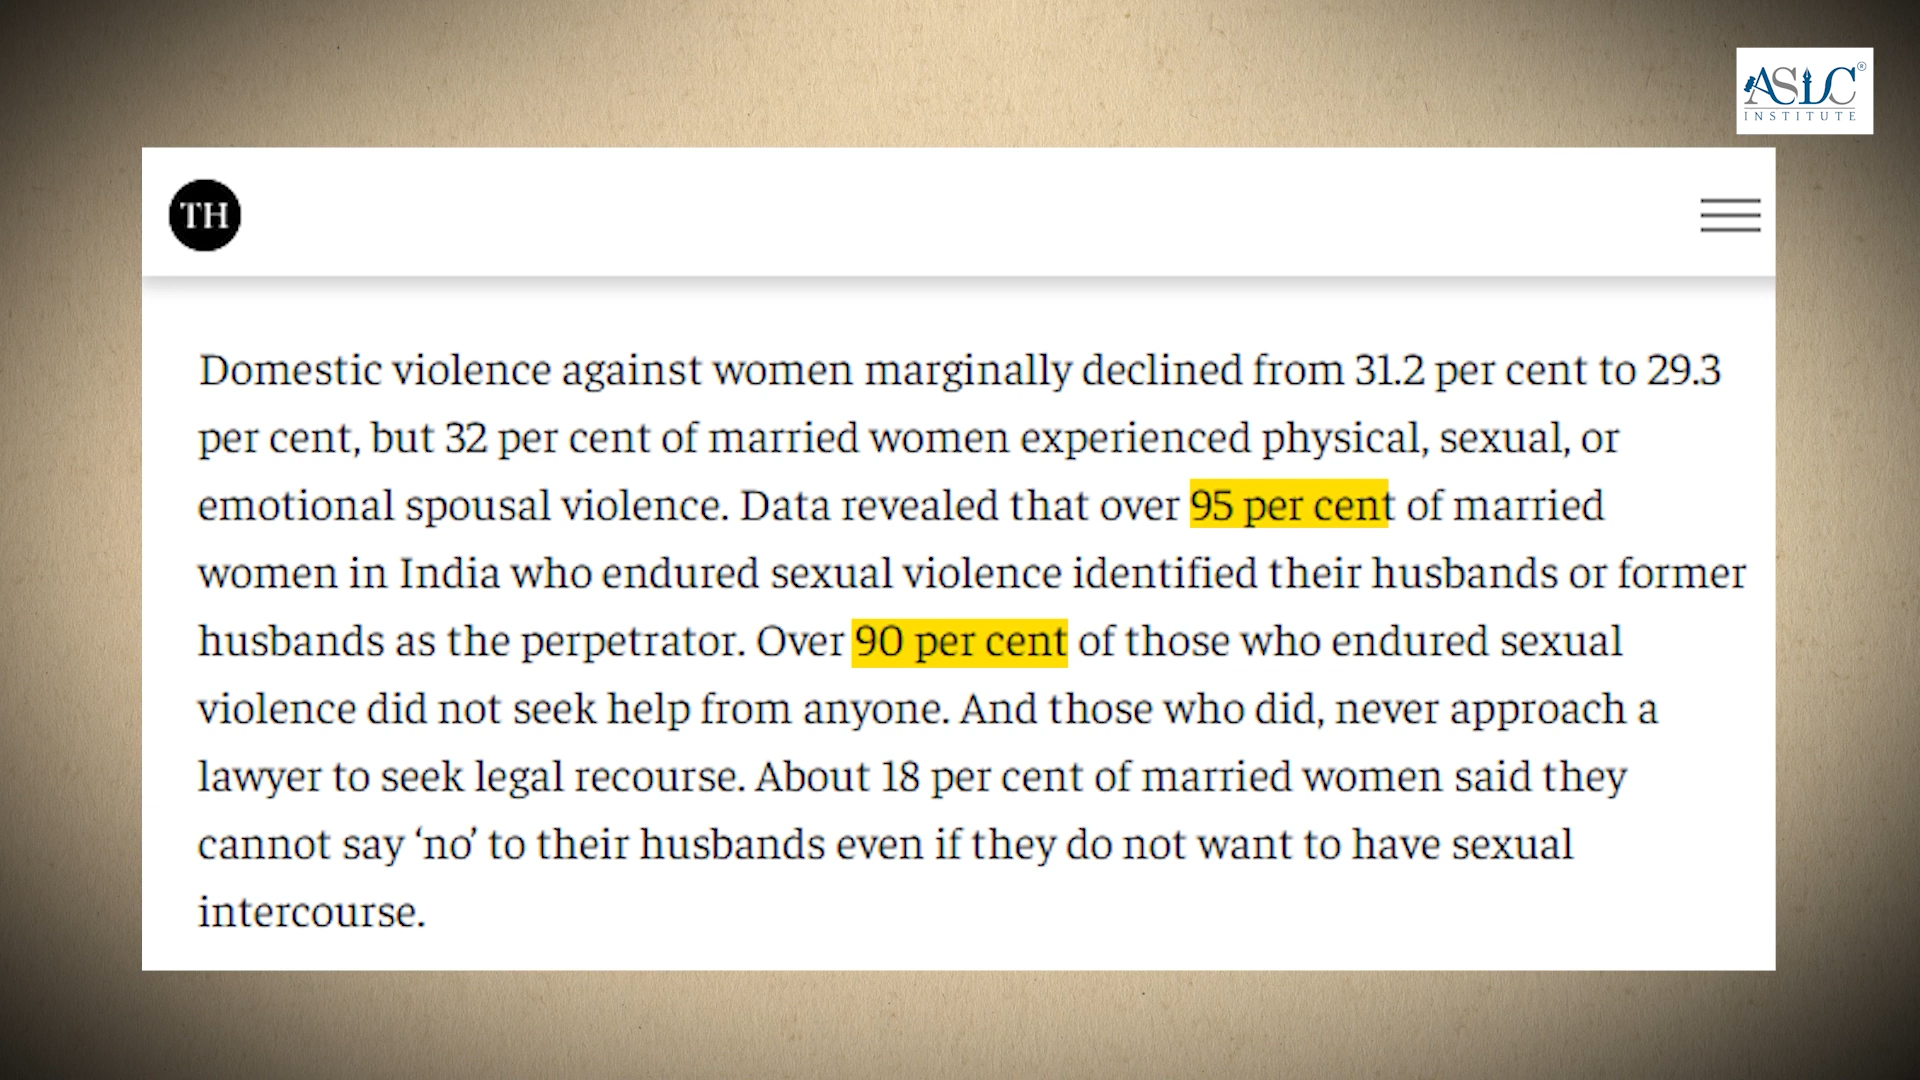 ASLC®
INSTITUTE
TH
Domestic violence against women marginally declined from 31.2 per cent to 29.3
per cent, but 32 per cent of married women experienced physical, sexual, or
emotional spousal violence. Data revealed that over 95 per cent of married
women in India who endured sexual violence identified their husbands or former
husbands as the perpetrator. Over 90 per cent of those who endured sexual
violence did not seek help from anyone. And those who did, never approach a
lawyer to seek legal recourse. About 18 per cent of married women said they
cannot say ‘no’ to their husbands even if they do not want to have sexual
intercourse.